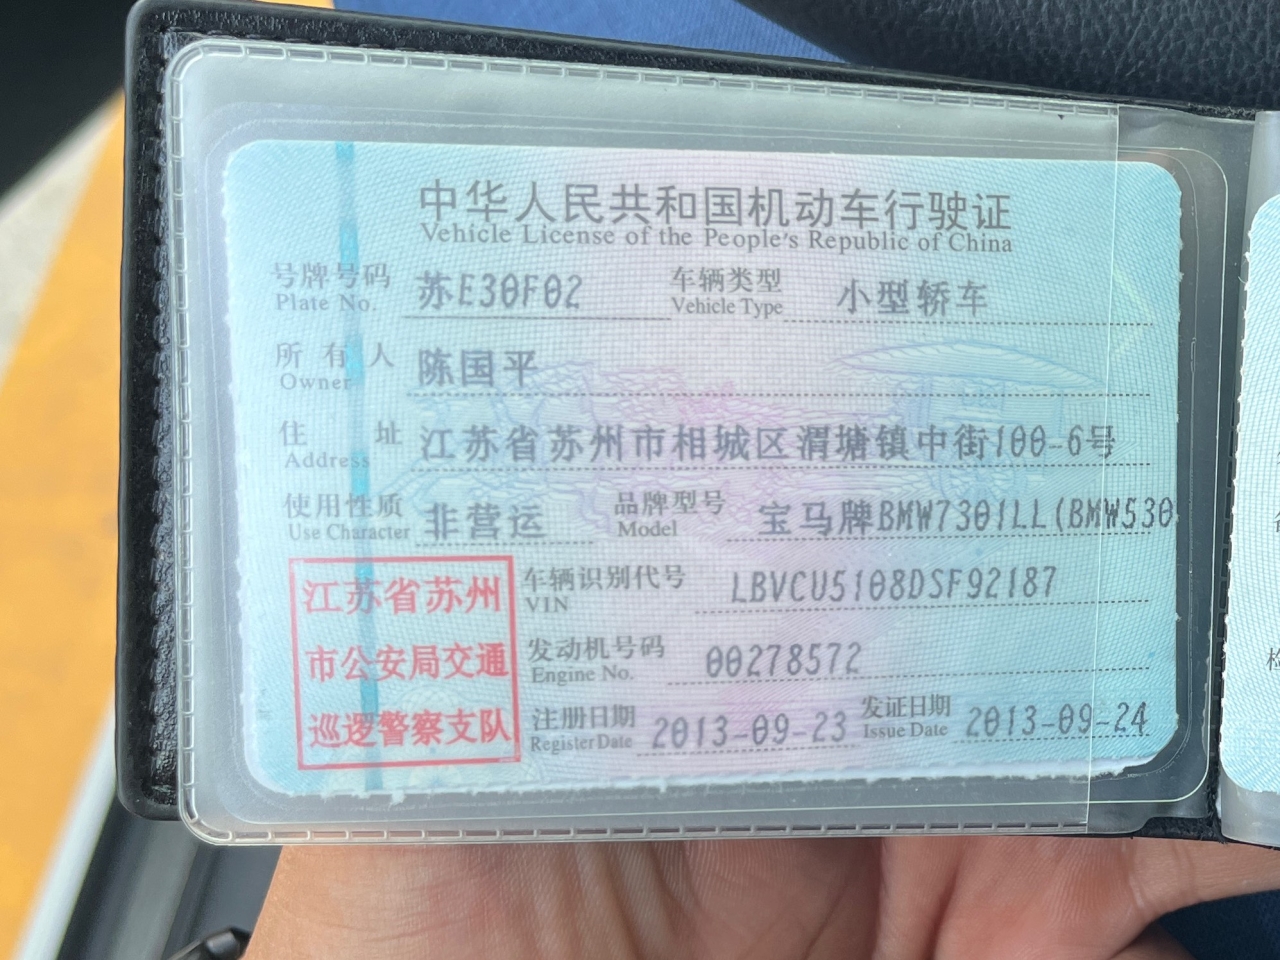 中华人民共和国机动车行驶证
Vehicle License of the People's Republic of China
号牌号码 苏E30F02 车辆类型 小型轿车
Plate No. Vehicle Type
所有人 陈国平
Owner
住址 江苏省苏州市相城区渭塘镇中街100-6号
Address
使用性质 非营运 品牌型号 宝马牌BMW7301LL(BMW530
Use Character Model
江苏省苏州
市公安局交通
巡逻警察支队
车辆识别代号 LBVCU5108DSF92187
VIN
发动机号码 00278572
Engine No.
注册日期 2013-09-23 发证日期 2013-09-24
Register Date Issue Date
检